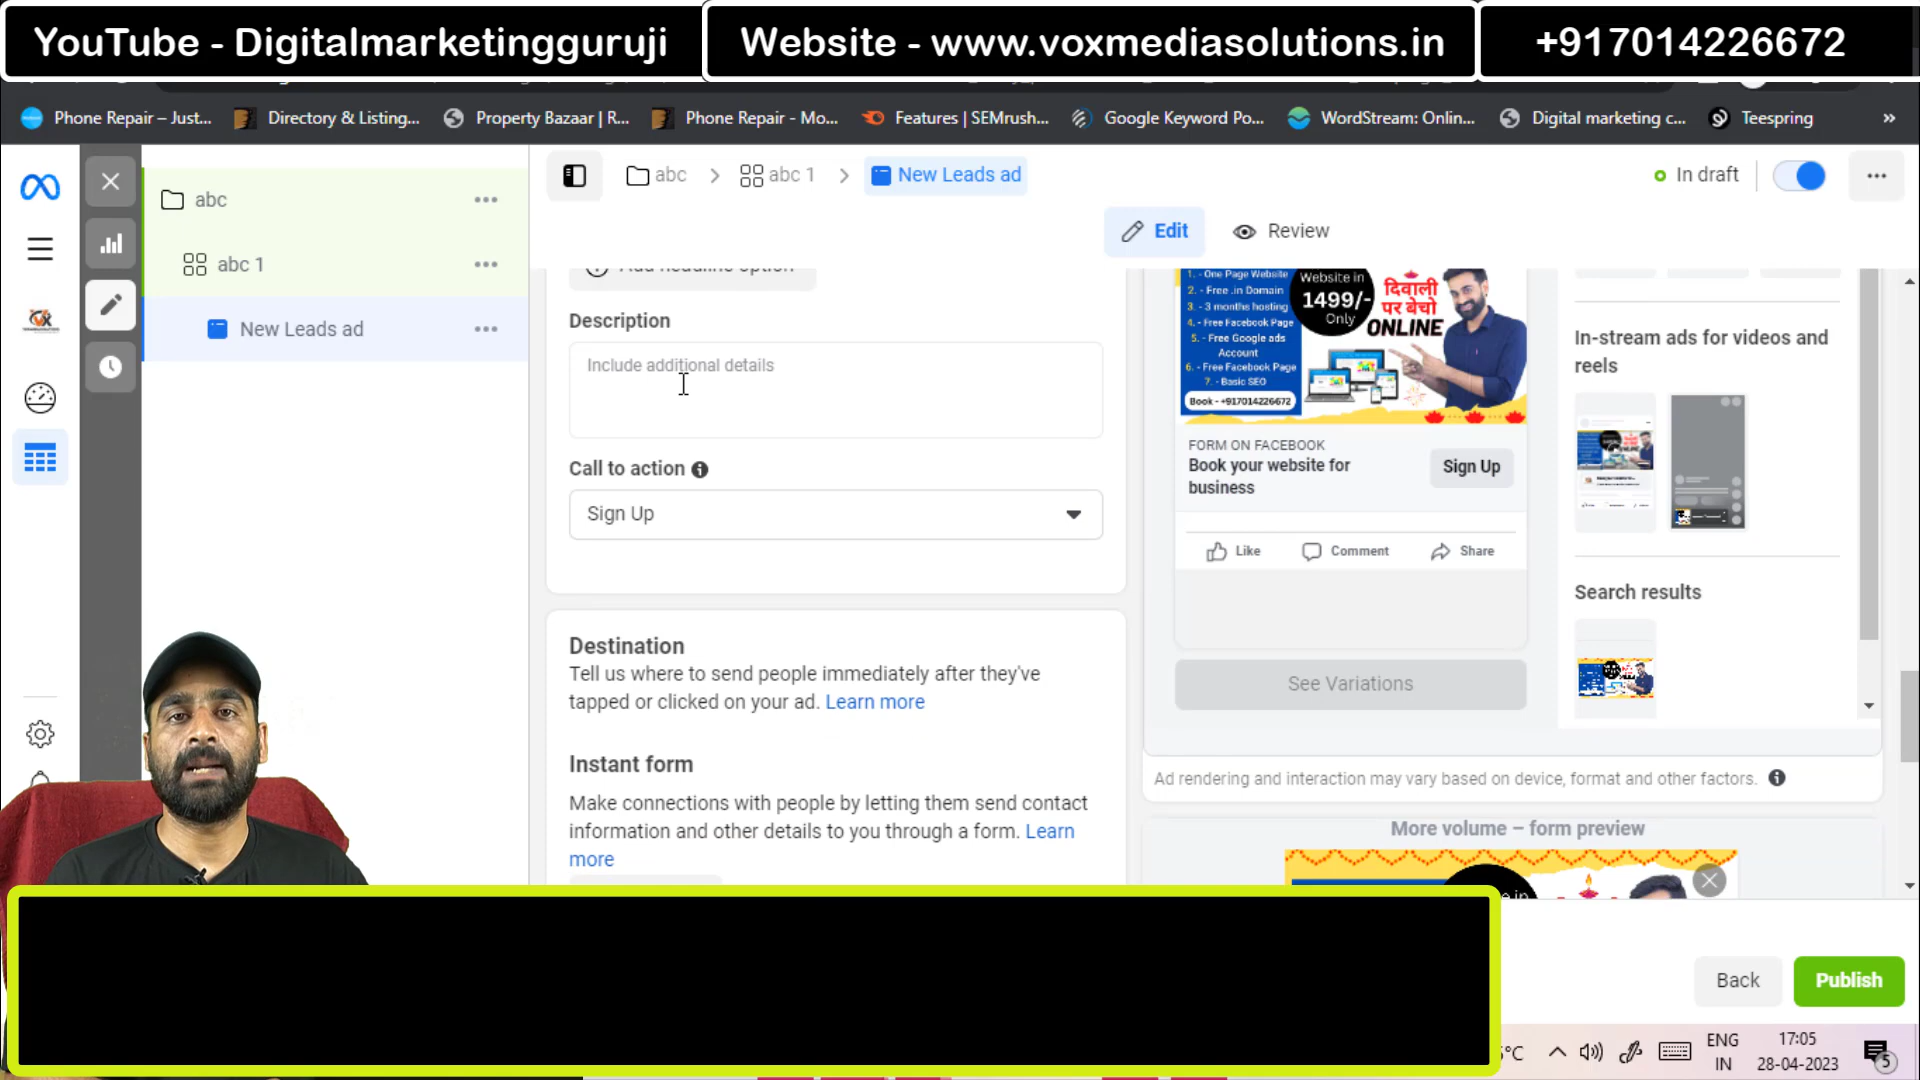 YouTube - Digitalmarketingguruji
Website - www.voxmediasolutions.in
+917014226672
Phone Repair – Just...
Directory & Listing...
Property Bazaar | R...
Phone Repair - Mo...
Features | SEMrush...
Google Keyword Po...
WordStream: Onlin...
Digital marketing c...
Teespring
»
abc
abc 1
New Leads ad
abc > abc 1 > New Leads ad
In draft
Edit
Review
Add headline option
Description
Include additional details
Call to action
Sign Up
Destination
Tell us where to send people immediately after they've
tapped or clicked on your ad. Learn more
Instant form
Make connections with people by letting them send contact
information and other details to you through a form. Learn
more
1. - One Page Website
2. - Free .in Domain
3. - 3 months hosting
4. - Free Facebook Page
5. - Free Google ads
Account
6. - Free Facebook Page
7. - Basic SEO
Book - +917014226672
Website in
1499/-
Only
दिवाली
पर बेचो
ONLINE
FORM ON FACEBOOK
Book your website for
business
Sign Up
Like
Comment
Share
See Variations
In-stream ads for videos and
reels
Search results
Ad rendering and interaction may vary based on device, format and other factors.
More volume – form preview
Back
Publish
ENG
IN
17:05
28-04-2023
5